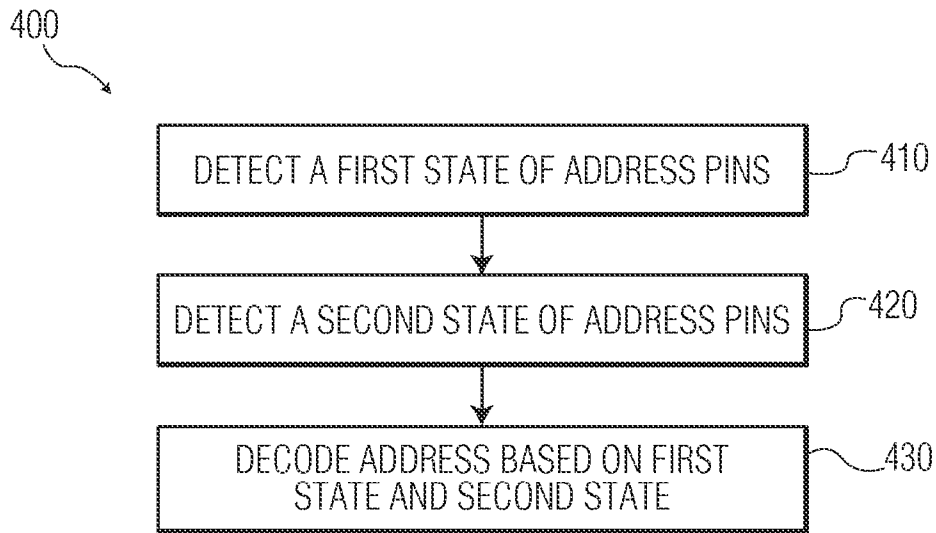 400
DETECT A FIRST STATE OF ADDRESS PINS
410
DETECT A SECOND STATE OF ADDRESS PINS
420
DECODE ADDRESS BASED ON FIRST
STATE AND SECOND STATE
430